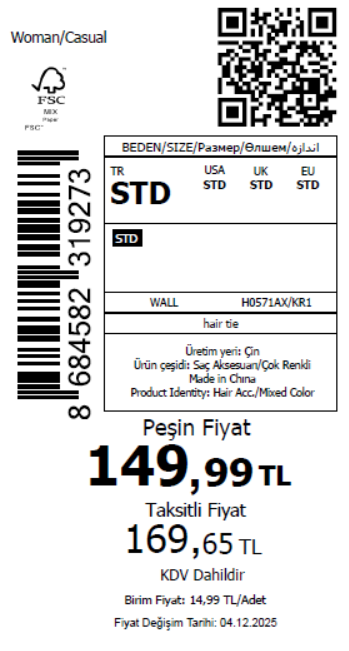 Woman/Casual
FSC
MIX
Paper
FSC™
BEDEN/SIZE/Размер/Өлшем/اندازه
TR USA UK EU
STD STD STD STD
STD
WALL H0571AX/KR1
hair tie
Üretim yeri: Çin
Ürün çeşidi: Saç Aksesuarı/Çok Renkli
Made in China
Product Identity: Hair Acc./Mixed Color
8 684582 319273
Peşin Fiyat
149,99 TL
Taksitli Fiyat
169,65 TL
KDV Dahildir
Birim Fiyat: 14,99 TL/Adet
Fiyat Değişim Tarihi: 04.12.2025